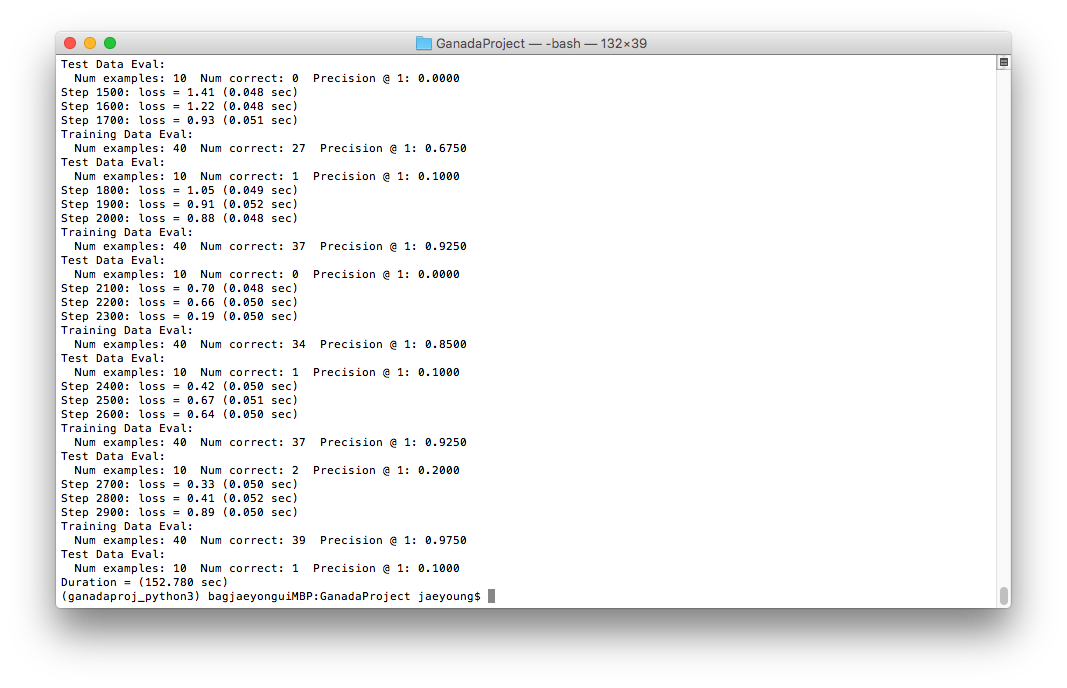 GanadaProject — -bash — 132×39
Test Data Eval:
  Num examples: 10  Num correct: 0  Precision @ 1: 0.0000
Step 1500: loss = 1.41 (0.048 sec)
Step 1600: loss = 1.22 (0.048 sec)
Step 1700: loss = 0.93 (0.051 sec)
Training Data Eval:
  Num examples: 40  Num correct: 27  Precision @ 1: 0.6750
Test Data Eval:
  Num examples: 10  Num correct: 1  Precision @ 1: 0.1000
Step 1800: loss = 1.05 (0.049 sec)
Step 1900: loss = 0.91 (0.052 sec)
Step 2000: loss = 0.88 (0.048 sec)
Training Data Eval:
  Num examples: 40  Num correct: 37  Precision @ 1: 0.9250
Test Data Eval:
  Num examples: 10  Num correct: 0  Precision @ 1: 0.0000
Step 2100: loss = 0.70 (0.048 sec)
Step 2200: loss = 0.66 (0.050 sec)
Step 2300: loss = 0.19 (0.050 sec)
Training Data Eval:
  Num examples: 40  Num correct: 34  Precision @ 1: 0.8500
Test Data Eval:
  Num examples: 10  Num correct: 1  Precision @ 1: 0.1000
Step 2400: loss = 0.42 (0.050 sec)
Step 2500: loss = 0.67 (0.051 sec)
Step 2600: loss = 0.64 (0.050 sec)
Training Data Eval:
  Num examples: 40  Num correct: 37  Precision @ 1: 0.9250
Test Data Eval:
  Num examples: 10  Num correct: 2  Precision @ 1: 0.2000
Step 2700: loss = 0.33 (0.050 sec)
Step 2800: loss = 0.41 (0.052 sec)
Step 2900: loss = 0.89 (0.050 sec)
Training Data Eval:
  Num examples: 40  Num correct: 39  Precision @ 1: 0.9750
Test Data Eval:
  Num examples: 10  Num correct: 1  Precision @ 1: 0.1000
Duration = (152.780 sec)
(ganadaproj_python3) bagjaeyonguiMBP:GanadaProject jaeyoung$